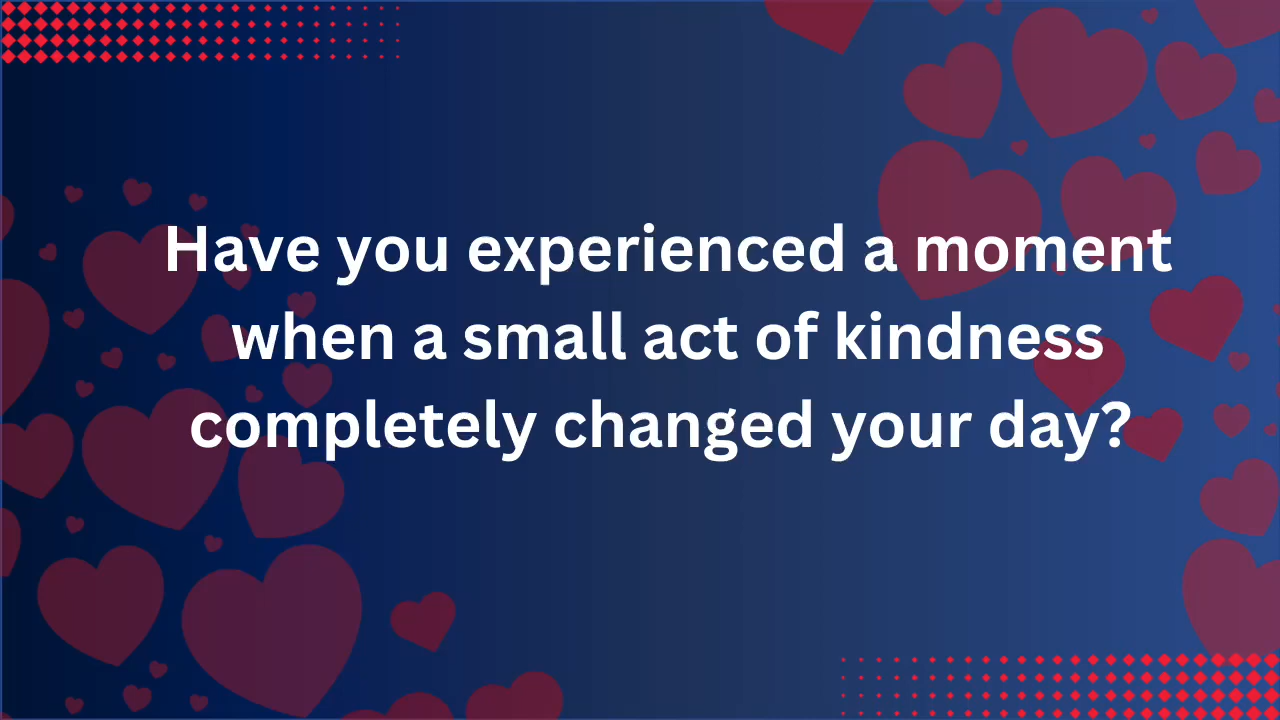 Have you experienced a moment
when a small act of kindness
completely changed your day?